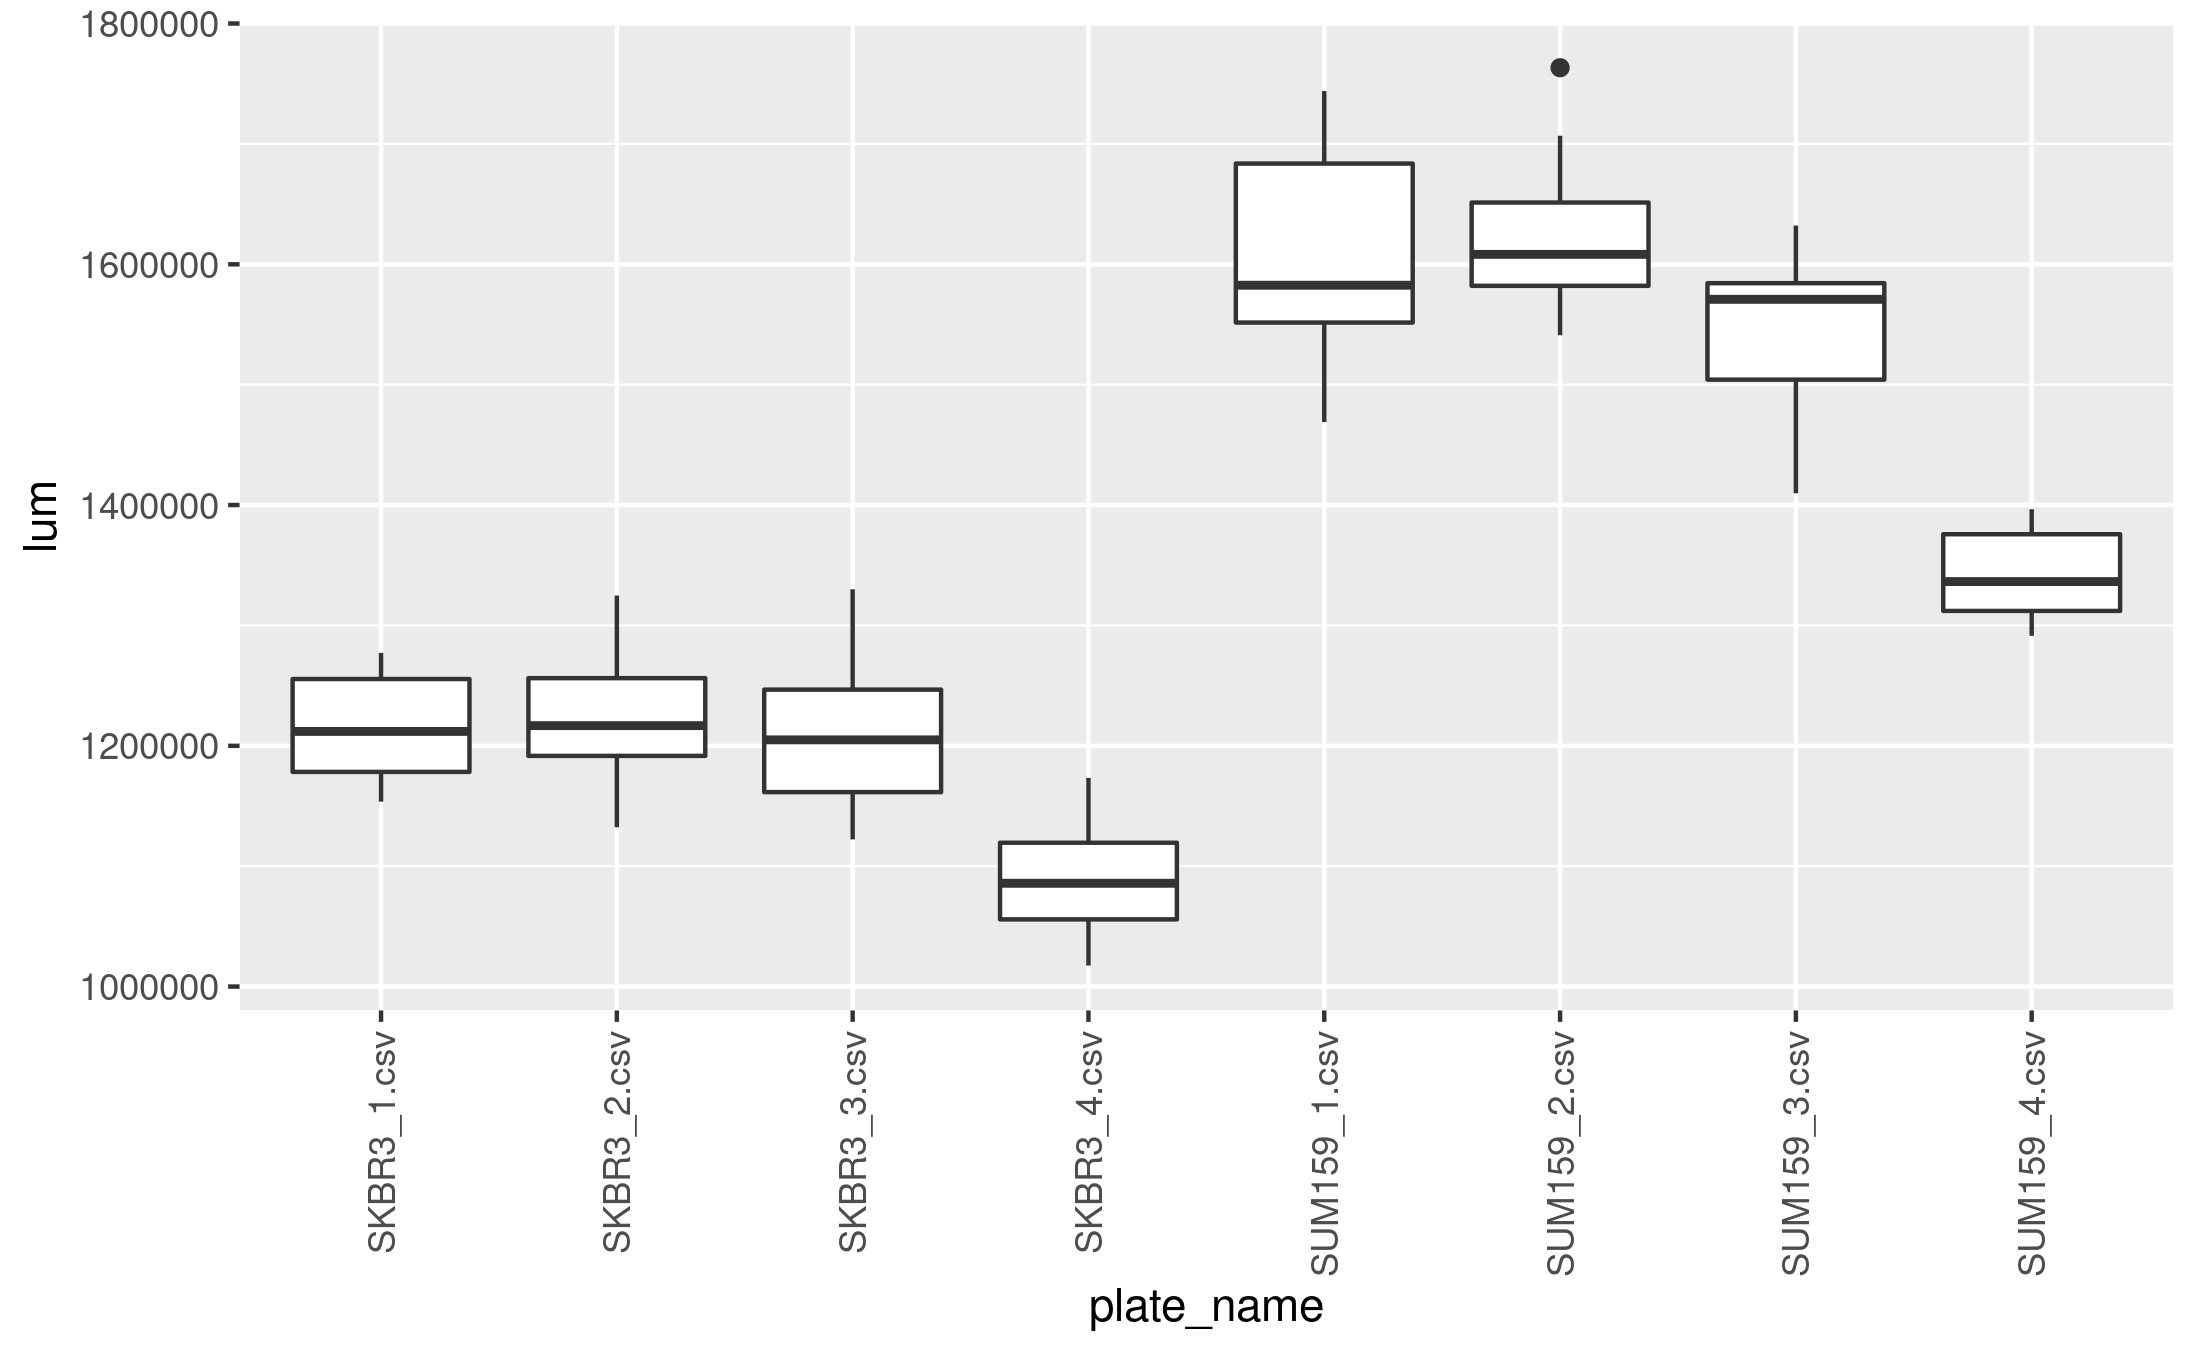 1800000
1600000
1400000
1200000
1000000
lum
SKBR3_1.csv
SKBR3_2.csv
SKBR3_3.csv
SKBR3_4.csv
SUM159_1.csv
SUM159_2.csv
SUM159_3.csv
SUM159_4.csv
plate_name